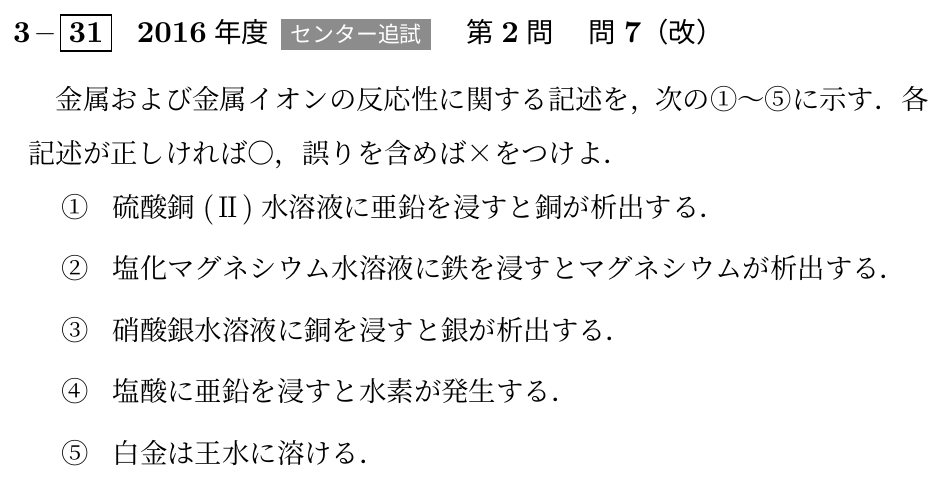 3－31 2016 年度 センター追試 第 2 問 問 7（改）
金属および金属イオンの反応性に関する記述を，次の①～⑤に示す．各
記述が正しければ○，誤りを含めば×をつけよ．
① 硫酸銅(Ⅱ)水溶液に亜鉛を浸すと銅が析出する．
② 塩化マグネシウム水溶液に鉄を浸すとマグネシウムが析出する．
③ 硝酸銀水溶液に銅を浸すと銀が析出する．
④ 塩酸に亜鉛を浸すと水素が発生する．
⑤ 白金は王水に溶ける．